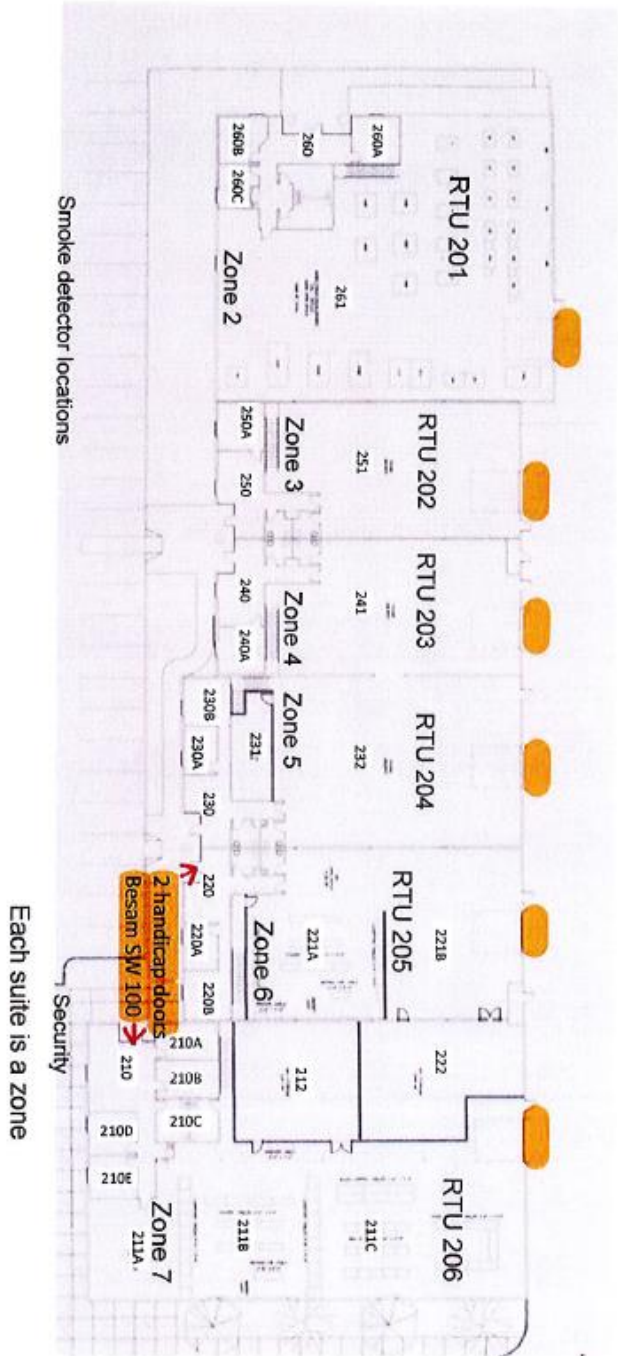 RTU 201
RTU 202
RTU 203
RTU 204
RTU 205
RTU 206
260A
260
260B
260C
261
Zone 2
251
Zone 3
250A
250
241
Zone 4
240
240A
232
Zone 5
231
230B
230A
230
221B
221A
Zone 6
220
220A
220B
222
212
210A
210B
210C
210
210D
210E
211C
211B
211A
Zone 7
2 handicap doors
Besam SW 100
Security
Smoke detector locations
Each suite is a zone